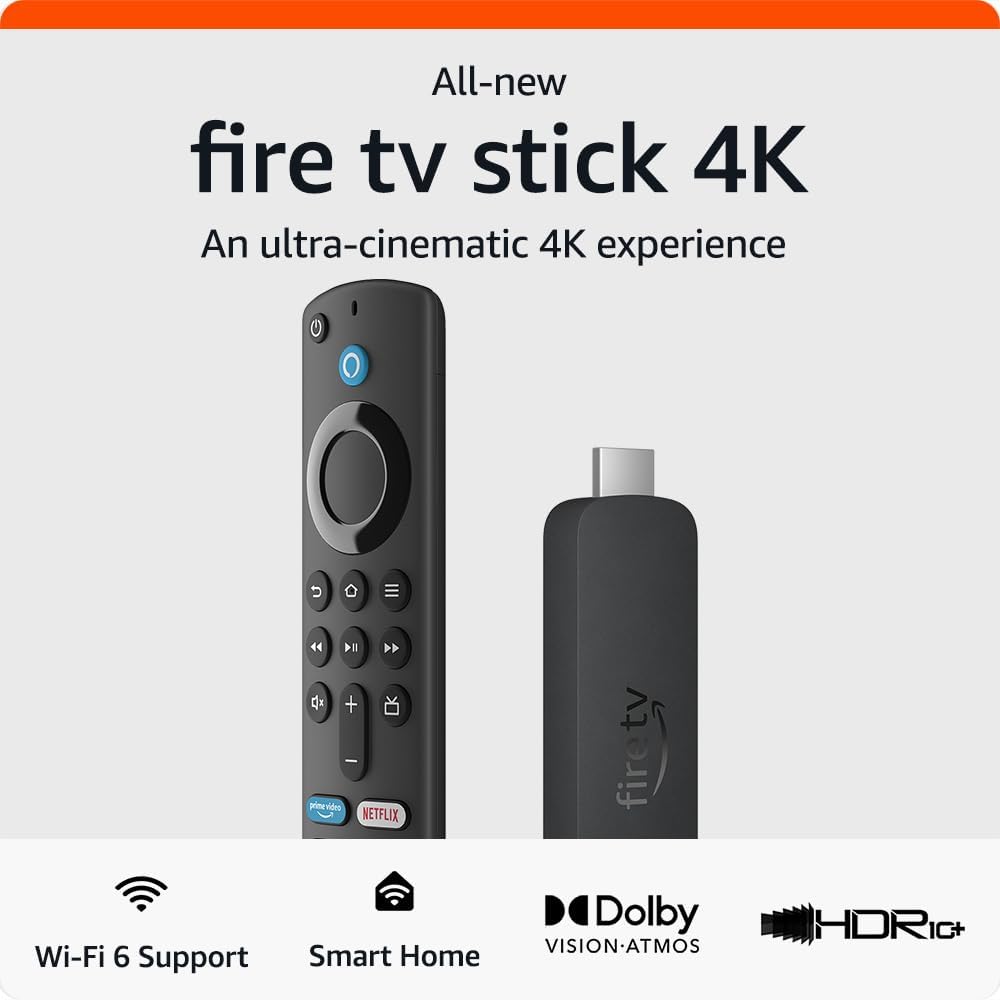 All-new
fire tv stick 4K
An ultra-cinematic 4K experience
prime video
NETFLIX
fire tv
Wi-Fi 6 Support
Smart Home
Dolby
VISION·ATMOS
HDR10+